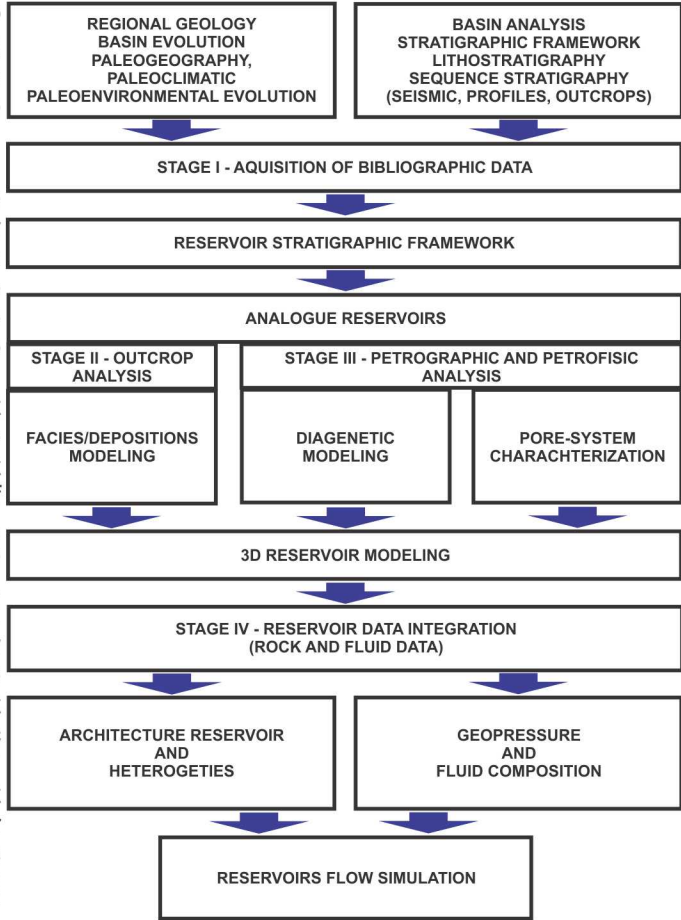 REGIONAL GEOLOGY
BASIN EVOLUTION
PALEOGEOGRAPHY,
PALEOCLIMATIC
PALEOENVIRONMENTAL EVOLUTION
BASIN ANALYSIS
STRATIGRAPHIC FRAMEWORK
LITHOSTRATIGRAPHY
SEQUENCE STRATIGRAPHY
(SEISMIC, PROFILES, OUTCROPS)
STAGE I - AQUISITION OF BIBLIOGRAPHIC DATA
RESERVOIR STRATIGRAPHIC FRAMEWORK
ANALOGUE RESERVOIRS
STAGE II - OUTCROP
ANALYSIS
STAGE III - PETROGRAPHIC AND PETROFISIC
ANALYSIS
FACIES/DEPOSITIONS
MODELING
DIAGENETIC
MODELING
PORE-SYSTEM
CHARACHTERIZATION
3D RESERVOIR MODELING
STAGE IV - RESERVOIR DATA INTEGRATION
(ROCK AND FLUID DATA)
ARCHITECTURE RESERVOIR
AND
HETEROGETIES
GEOPRESSURE
AND
FLUID COMPOSITION
RESERVOIRS FLOW SIMULATION